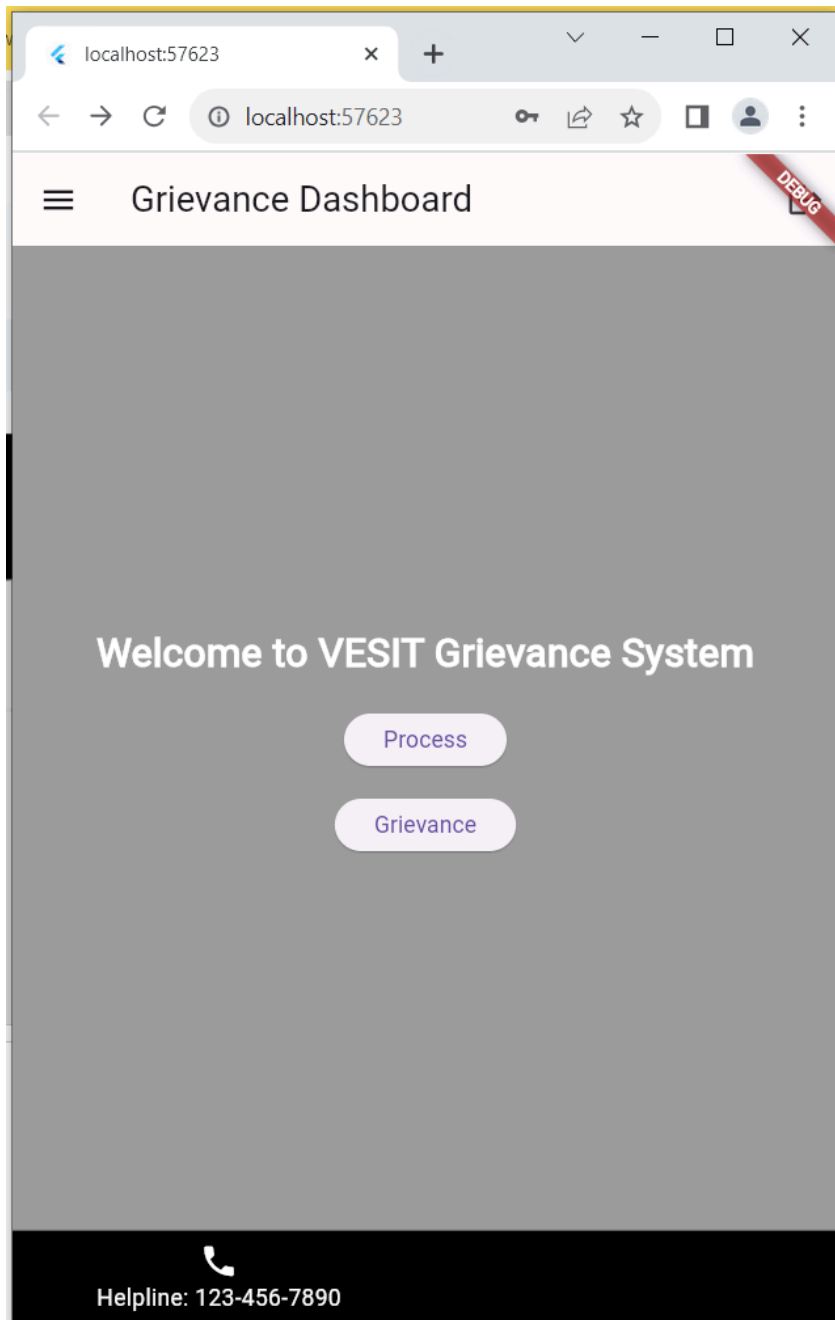 localhost:57623
localhost:57623
Grievance Dashboard
DEBUG
Welcome to VESIT Grievance System
Process
Grievance
Helpline: 123-456-7890